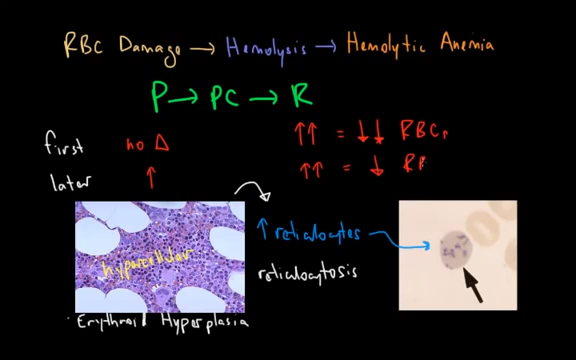 RBC Damage → Hemolysis → Hemolytic Anemia
P → PC → R
first no Δ ↑↑ = ↓↓ RBCs
later ↑ ↑↑ = ↓ RB
hypercellular
↑ reticulocytes
reticulocytosis
· Erythroid Hyperplasia